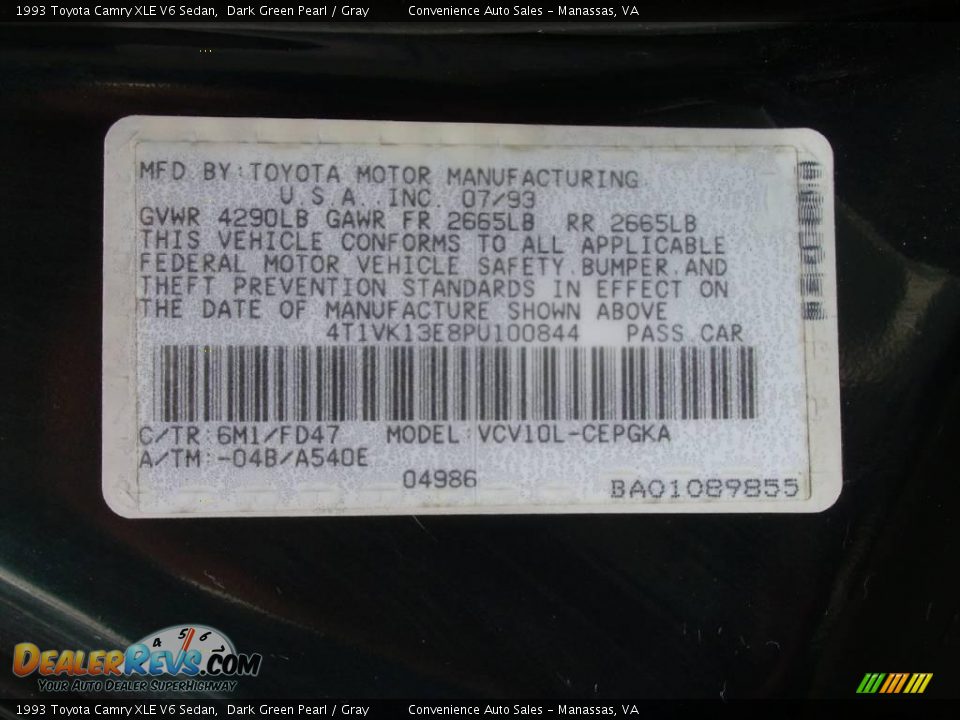 1993 Toyota Camry XLE V6 Sedan,  Dark Green Pearl / Gray    Convenience Auto Sales - Manassas, VA
MFD BY:TOYOTA MOTOR MANUFACTURING
U.S.A. INC. 07/93
GVWR 4290LB GAWR FR 2665LB RR 2665LB
THIS VEHICLE CONFORMS TO ALL APPLICABLE
FEDERAL MOTOR VEHICLE SAFETY.BUMPER.AND
THEFT PREVENTION STANDARDS IN EFFECT ON
THE DATE OF MANUFACTURE SHOWN ABOVE
4T1VK13E8PU100844 PASS.CAR
C/TR:6M1/FD47 MODEL:VCV10L-CEPGKA
A/TM:-04B/A540E
04986 BA01089855
4 5 6
DEALERREVS.COM
YOUR AUTO DEALER SUPERHIGHWAY
1993 Toyota Camry XLE V6 Sedan,  Dark Green Pearl / Gray    Convenience Auto Sales - Manassas, VA